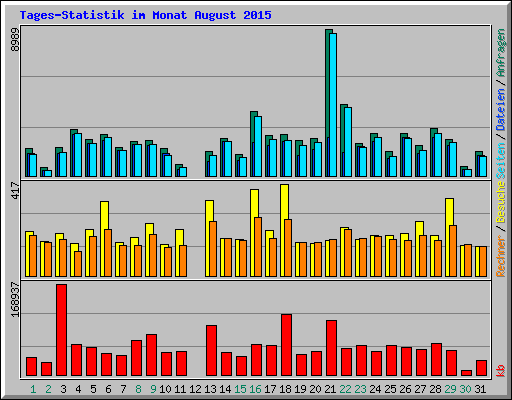 Tages-Statistik im Monat August 2015
8989
417
168937
Rechner / Besuche Seiten / Dateien / Anfragen
kb
1 2 3 4 5 6 7 8 9 10 11 12 13 14 15 16 17 18 19 20 21 22 23 24 25 26 27 28 29 30 31